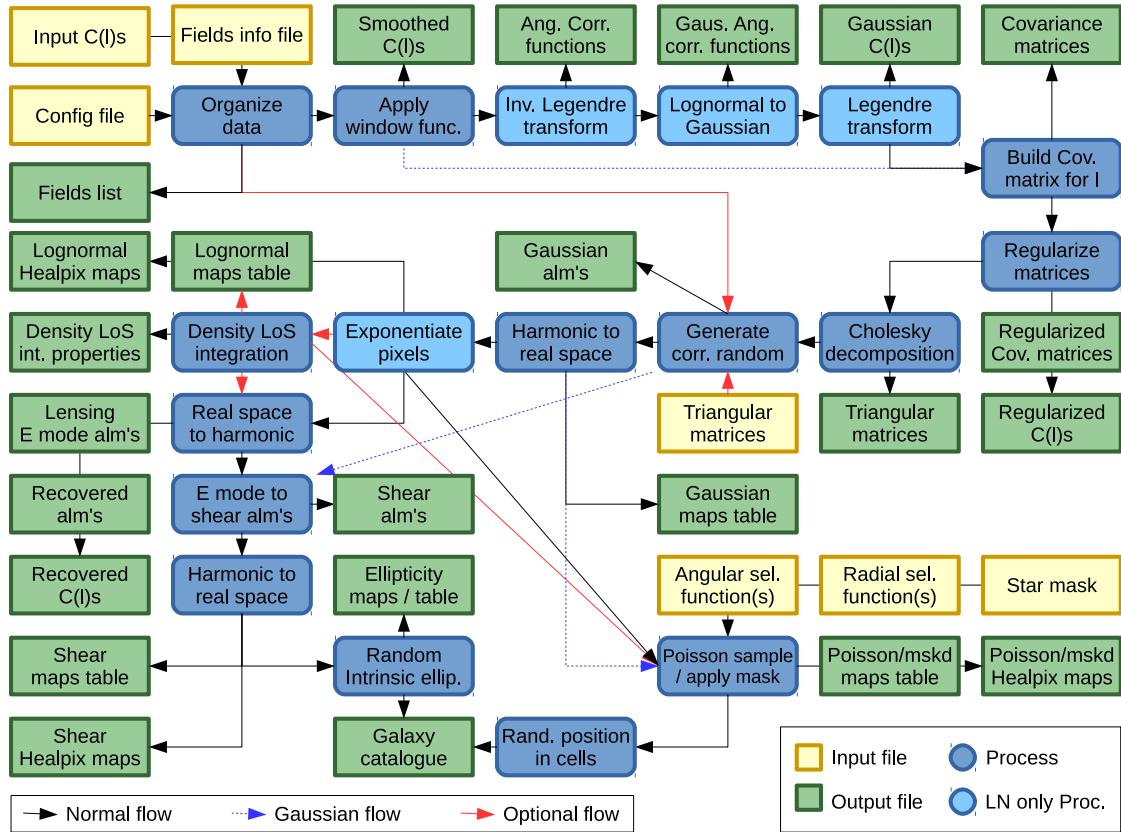 Input C(l)s
Fields info file
Smoothed
C(l)s
Ang. Corr.
functions
Gaus. Ang.
corr. functions
Gaussian
C(l)s
Covariance
matrices
Config file
Organize
data
Apply
window func.
Inv. Legendre
transform
Lognormal to
Gaussian
Legendre
transform
Build Cov.
matrix for l
Fields list
Lognormal
Healpix maps
Lognormal
maps table
Gaussian
alm's
Regularize
matrices
Density LoS
int. properties
Density LoS
integration
Exponentiate
pixels
Harmonic to
real space
Generate
corr. random
Cholesky
decomposition
Regularized
Cov. matrices
Lensing
E mode alm's
Real space
to harmonic
Triangular
matrices
Triangular
matrices
Regularized
C(l)s
Recovered
alm's
E mode to
shear alm's
Shear
alm's
Gaussian
maps table
Recovered
C(l)s
Harmonic to
real space
Ellipticity
maps / table
Angular sel.
function(s)
Radial sel.
function(s)
Star mask
Shear
maps table
Random
Intrinsic ellip.
Poisson sample
/ apply mask
Poisson/mskd
maps table
Poisson/mskd
Healpix maps
Shear
Healpix maps
Galaxy
catalogue
Rand. position
in cells
Input file
Process
Output file
LN only Proc.
Normal flow
Gaussian flow
Optional flow